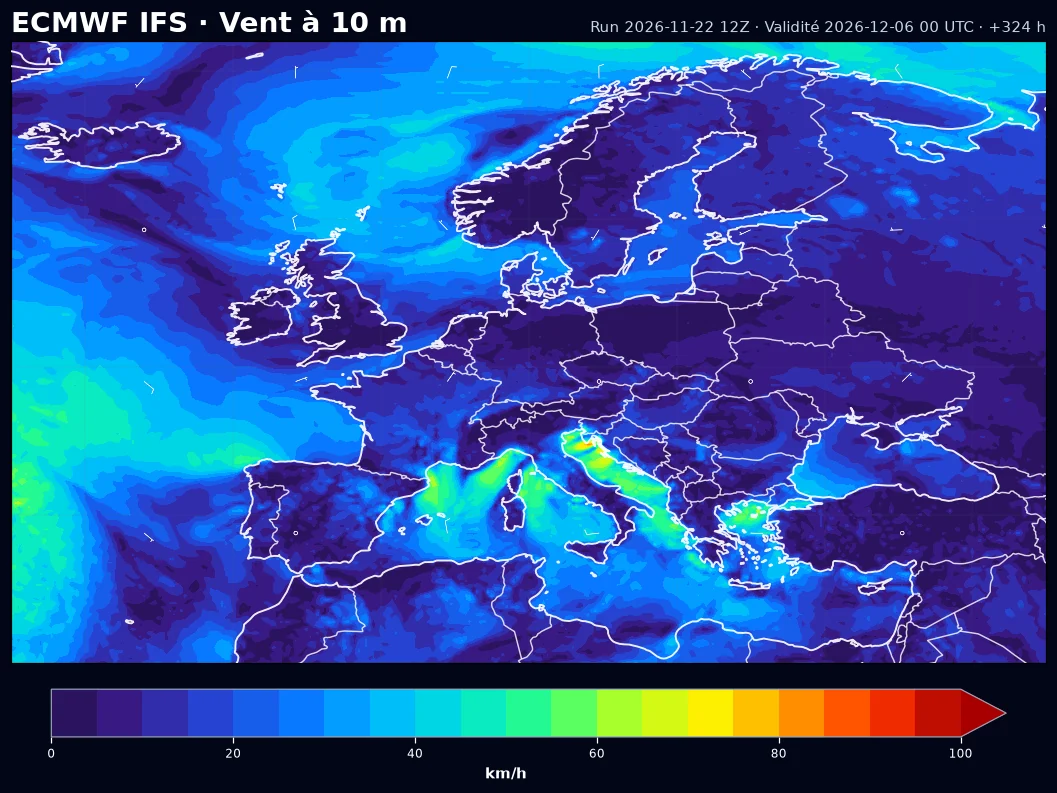 ECMWF IFS · Vent à 10 m
Run 2026-11-22 12Z · Validité 2026-12-06 00 UTC · +324 h
0 20 40 60 80 100
km/h